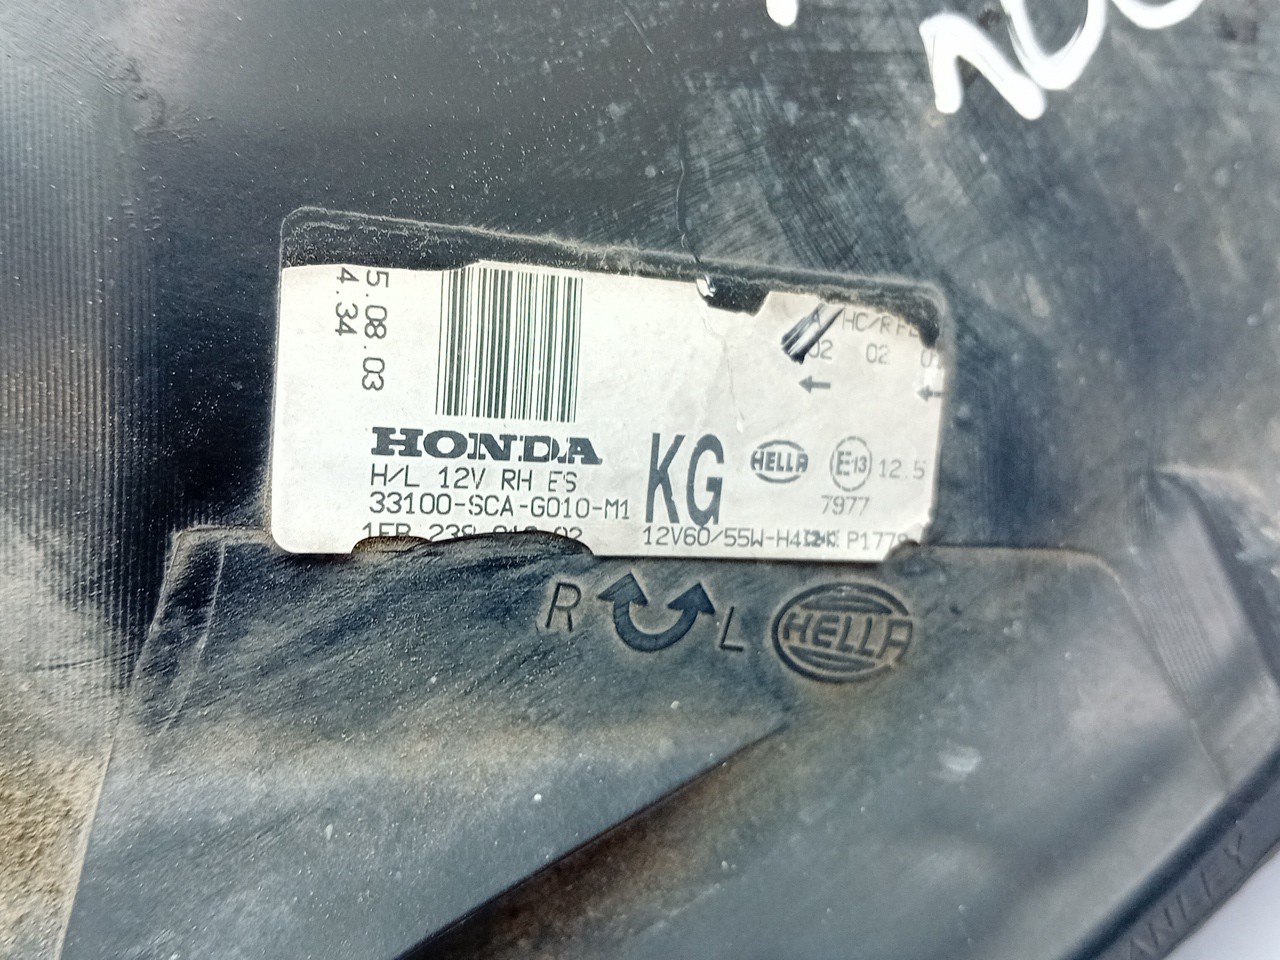 5.08.03
4.34
HC/R
02 02
HONDA
H/L 12V RH ES
33100-SCA-G010-M1
KG
HELLA
E13 12.5
7977
12V60/55W-H4
R L HELLA